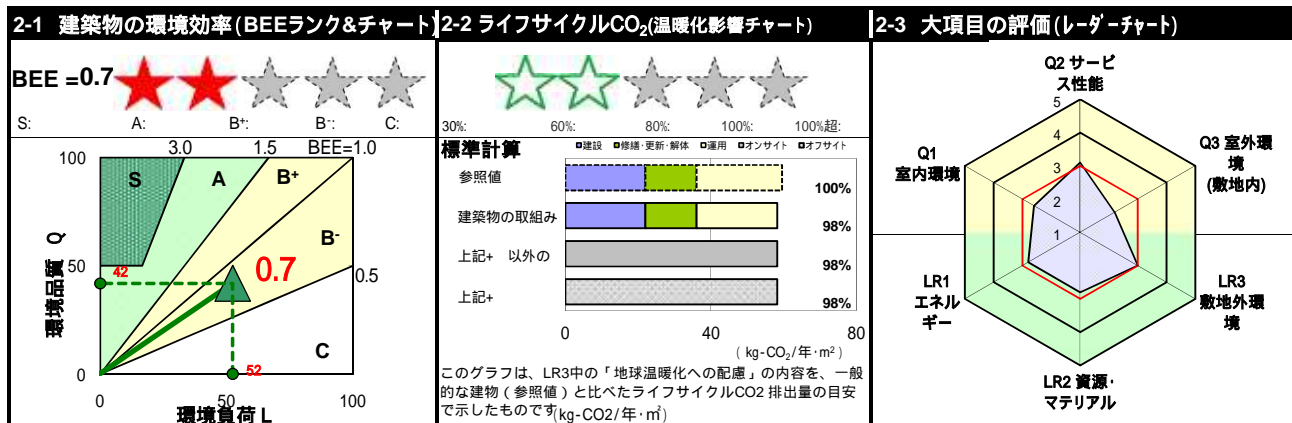 2-1 建築物の環境効率(BEEランク&チャート)
BEE =0.7
S: A: B+: B-: C:
3.0 1.5 BEE=1.0
100
S A B+
B-
環境品質 Q
50
42
0.7
0.5
C
0
52
0 50 100
環境負荷 L
2-2 ライフサイクルCO2(温暖化影響チャート)
30%: 60%: 80%: 100%: 100%超:
標準計算
建設 修繕・更新・解体 運用 オンサイト オフサイト
参照値 100%
建築物の取組み 98%
上記+ 以外の 98%
上記+ 98%
0 40 80
( kg-CO2/年・m2 )
このグラフは、LR3中の「地球温暖化への配慮」の内容を、一般
的な建物(参照値)と比べたライフサイクルCO2 排出量の目安
で示したものです(kg-CO2/年・㎡)
2-3 大項目の評価(レーダーチャート)
Q2 サービ
ス性能
5
4
3
2
1
Q1
室内環境
Q3 室外環
境
(敷地内)
LR1
エネル
ギー
LR3
敷地外環
境
LR2 資源・
マテリアル